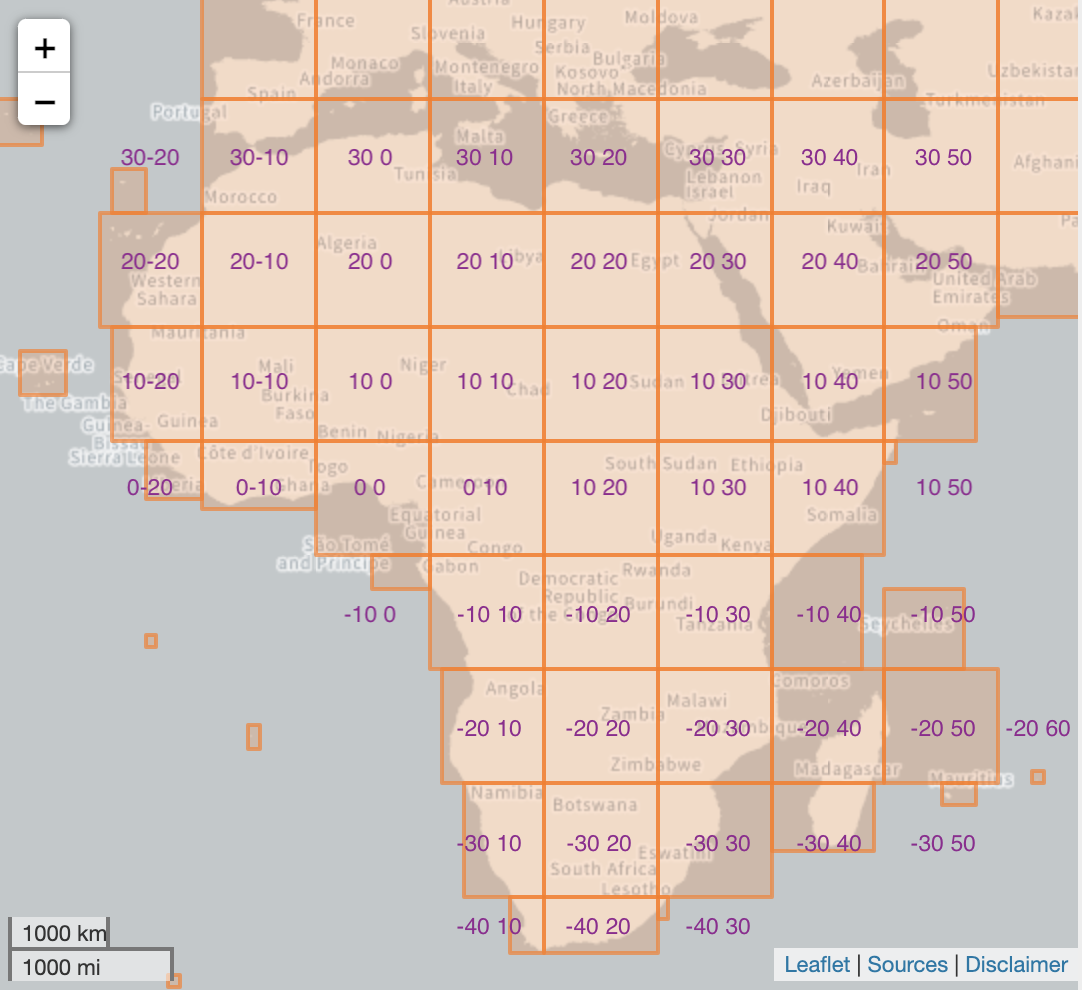 Austria
France
Hungary
Moldova
Kazak
Slovenia
Serbia
Monaco
Montenegro
Kosovo
Bulgaria
Andorra
Italy
North Macedonia
Azerbaijan
Uzbekistan
Spain
Turkmenistan
Portugal
+
−
Malta
Greece
30-20
30-10
30 0
30 10
30 20
Cyprus
Syria
30 30
30 40
30 50
Tunisia
Lebanon
Israel
Iraq
Iran
Afghani
Morocco
Jordan
Kuwait
Pa
Algeria
20-20
20-10
20 0
20 10
Libya
20 20
Egypt
20 30
20 40
Bahrain
20 50
Western
Sahara
United Arab
Emirates
Mauritania
Oman
Cape Verde
Mali
Niger
Senegal
10-20
10-10
10 0
10 10
Chad
10 20
Sudan
10 30
Eritrea
10 40
Yemen
10 50
The Gambia
Burkina
Faso
Djibouti
Guinea-
Bissau
Guinea
Benin
Nigeria
Sierra Leone
Côte d'Ivoire
Togo
South Sudan
Ethiopia
0-20
Liberia
0-10
Ghana
0 0
Cameroon
0 10
10 20
10 30
10 40
10 50
Equatorial
Guinea
Somalia
São Tomé
and Príncipe
Congo
Uganda
Kenya
Gabon
Democratic
Republic
of the Congo
Rwanda
Burundi
Tanzania
-10 0
-10 10
-10 20
-10 30
-10 40
Seychelles
-10 50
Angola
Malawi
Comoros
Zambia
Mozambique
-20 10
-20 20
-20 30
-20 40
-20 50
-20 60
Zimbabwe
Madagascar
Mauritius
Namibia
Botswana
-30 10
-30 20
-30 30
-30 40
-30 50
Eswatini
South Africa
Lesotho
-40 10
-40 20
-40 30
1000 km
1000 mi
Leaflet | Sources | Disclaimer